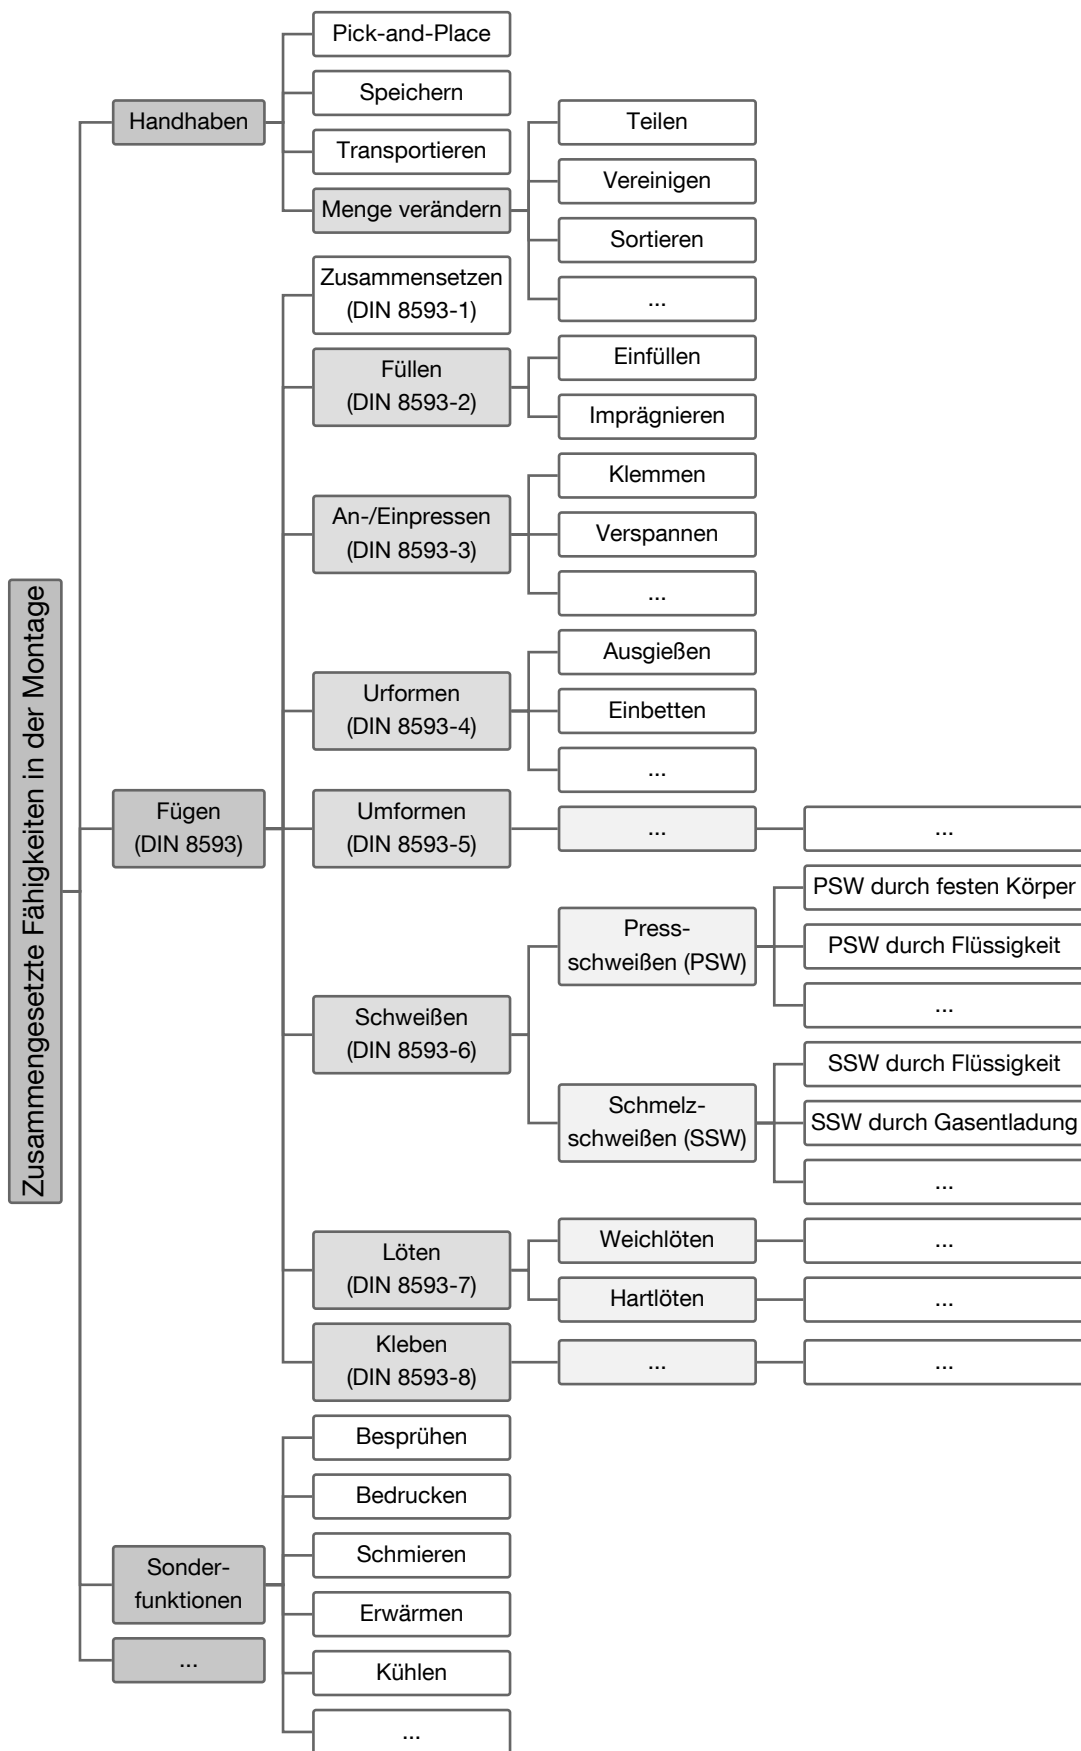 Zusammengesetzte Fähigkeiten in der Montage
Handhaben
Pick-and-Place
Speichern
Transportieren
Menge verändern
Teilen
Vereinigen
Sortieren
...
Fügen
(DIN 8593)
Zusammensetzen
(DIN 8593-1)
Füllen
(DIN 8593-2)
Einfüllen
Imprägnieren
An-/Einpressen
(DIN 8593-3)
Klemmen
Verspannen
...
Urformen
(DIN 8593-4)
Ausgießen
Einbetten
...
Umformen
(DIN 8593-5)
...
...
Schweißen
(DIN 8593-6)
Press-
schweißen (PSW)
PSW durch festen Körper
PSW durch Flüssigkeit
...
Schmelz-
schweißen (SSW)
SSW durch Flüssigkeit
SSW durch Gasentladung
...
Löten
(DIN 8593-7)
Weichlöten
...
Hartlöten
...
Kleben
(DIN 8593-8)
...
...
Sonder-
funktionen
Besprühen
Bedrucken
Schmieren
Erwärmen
Kühlen
...
...